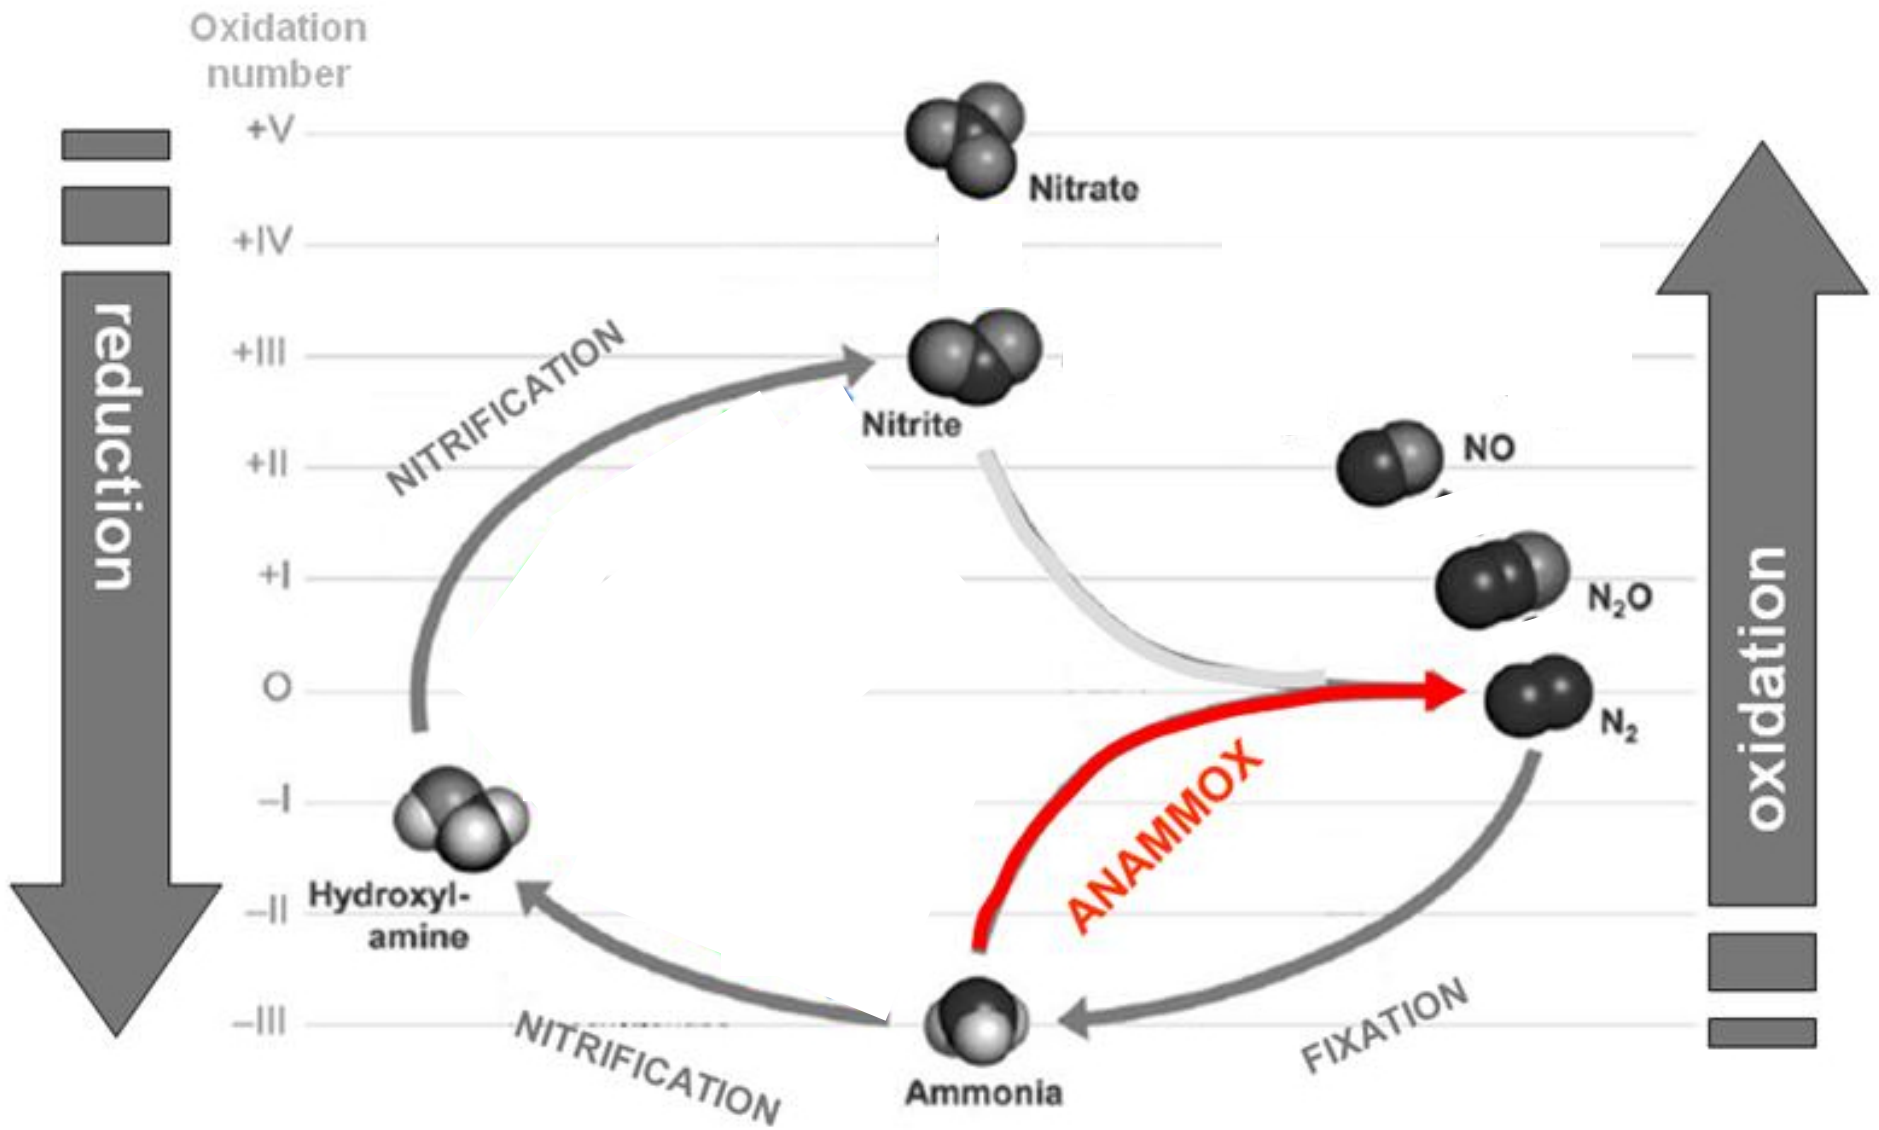 Oxidation
number
+V
Nitrate
+IV
reduction
NITRIFICATION
+III
Nitrite
+II
NO
+I
N₂O
oxidation
O
N₂
ANAMMOX
–I
Hydroxyl-
amine
–II
–III
NITRIFICATION
Ammonia
FIXATION